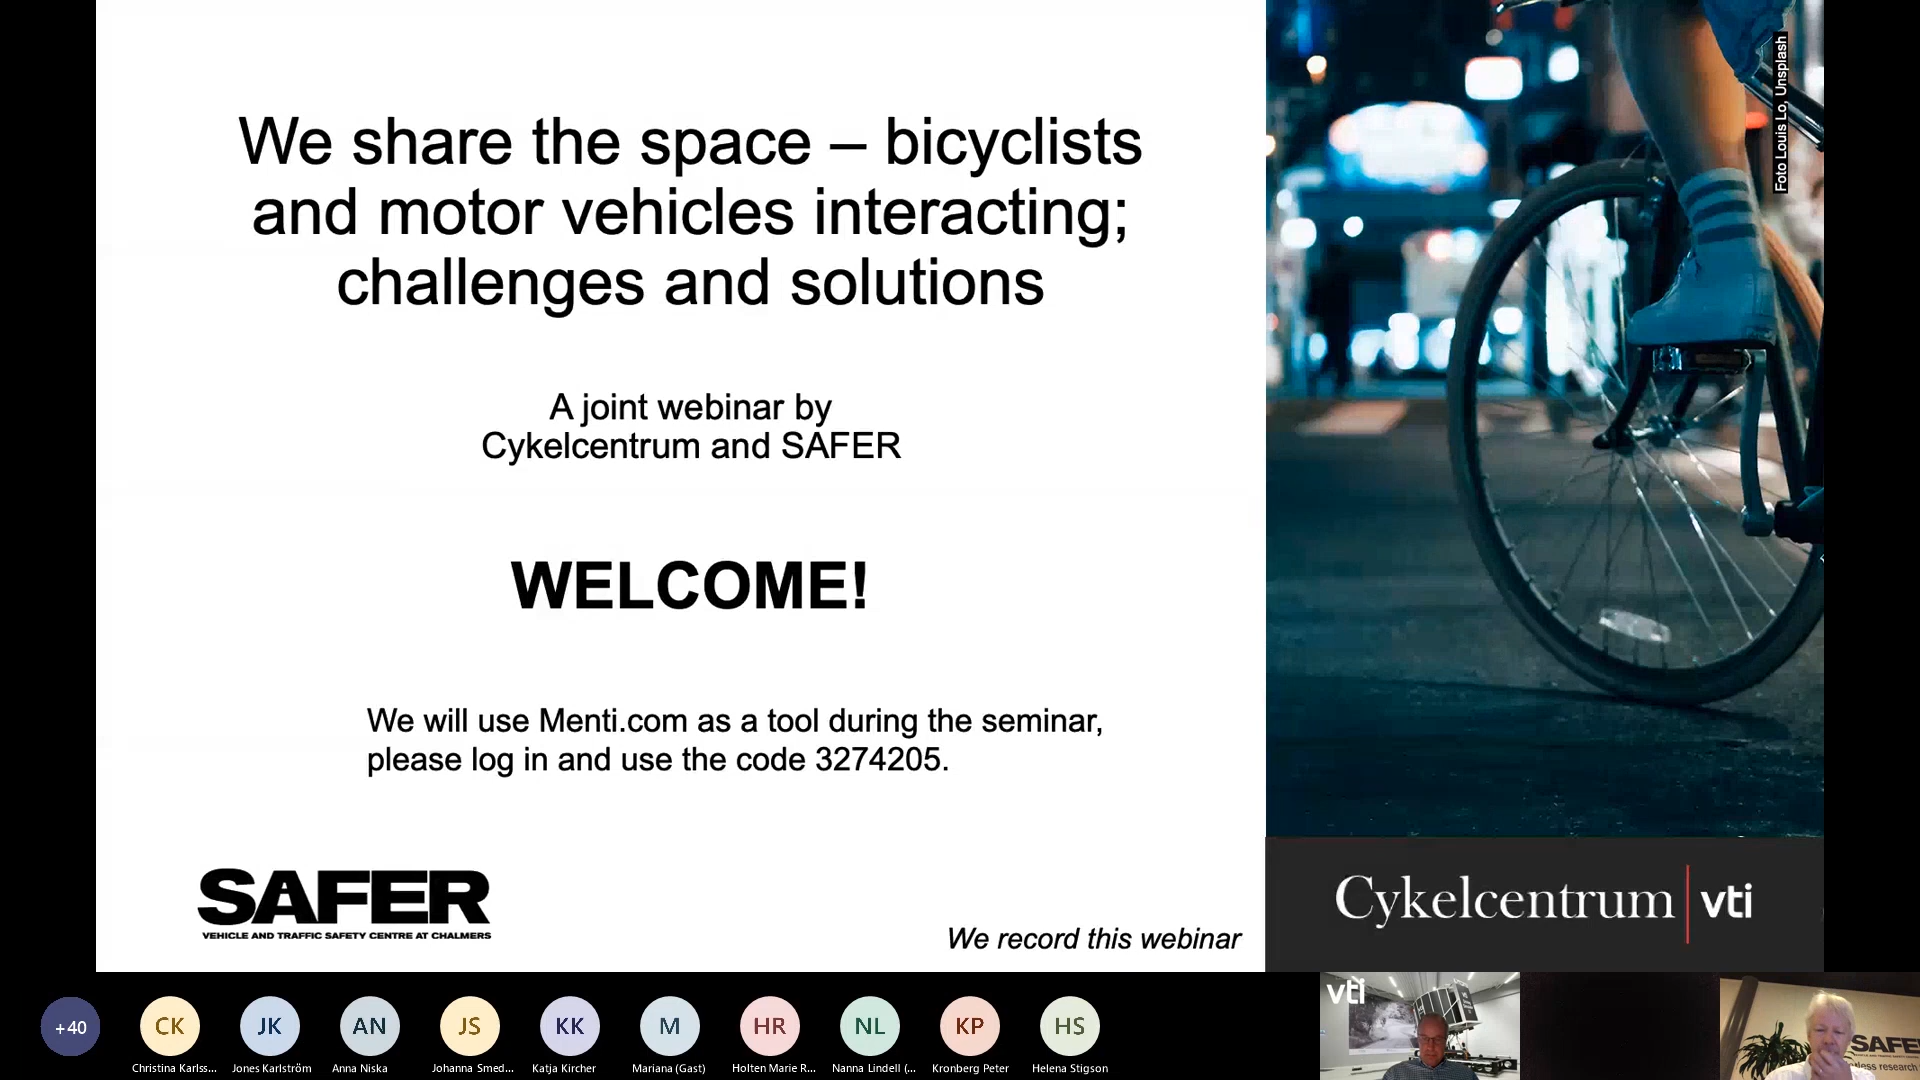 We share the space – bicyclists
and motor vehicles interacting;
challenges and solutions
A joint webinar by
Cykelcentrum and SAFER
WELCOME!
We will use Menti.com as a tool during the seminar,
please log in and use the code 3274205.
SAFER
VEHICLE AND TRAFFIC SAFETY CENTRE AT CHALMERS
We record this webinar
Foto Louis Lo, Unsplash
Cykelcentrum vti
+40
CK
JK
AN
JS
KK
M
HR
NL
KP
HS
Christina Karlss...
Jones Karlström
Anna Niska
Johanna Smed...
Katja Kircher
Mariana (Gast)
Holten Marie R...
Nanna Lindell (...
Kronberg Peter
Helena Stigson
vti
SAFE
research